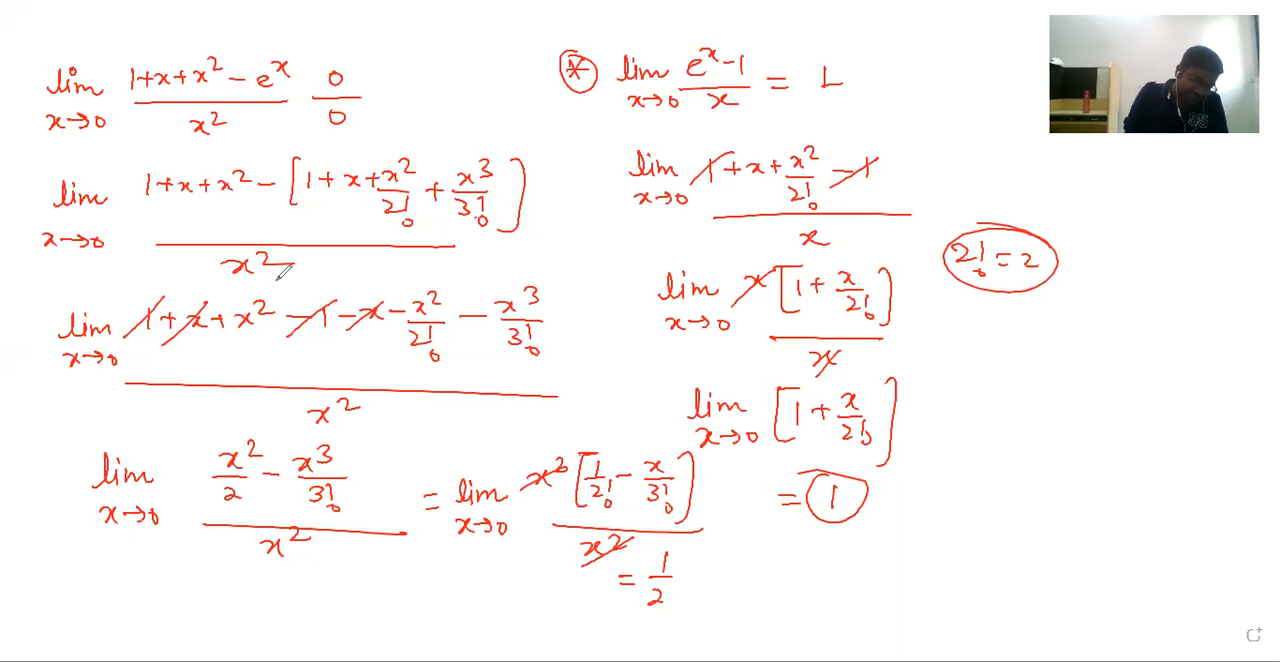 lim x→0 (1+x+x² − eˣ)/x² 0/0
lim x→0 (1+x+x² − [1+x+x²/2! + x³/3!])/x²
lim x→0 (1+x+x² − 1 − x − x²/2! − x³/3!)/x²
lim x→0 (x²/2 − x³/3!)/x² = lim x→0 x²[1/2! − x/3!]/x²
= 1/2
* lim x→0 (eˣ − 1)/x = 1
lim x→0 (1+x+x²/2! − 1)/x
2! = 2
lim x→0 x[1 + x/2!]/x
lim x→0 [1 + x/2!]
= 1
35